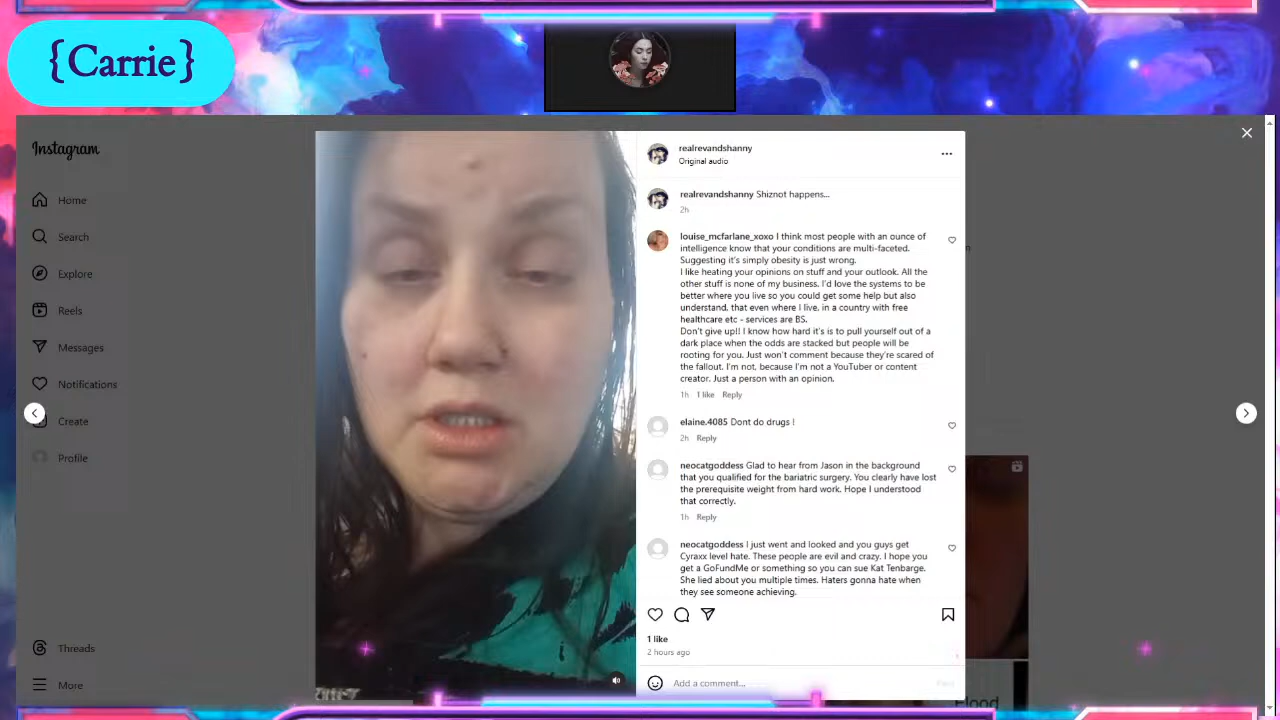 {Carrie}
Instagram
Home
Search
Explore
Reels
Messages
Notifications
Create
Profile
Threads
More
realrevandshanny
Original audio
realrevandshanny Shiznot happens...
2h
louise_mcfarlane_xoxo I think most people with an ounce of
intelligence know that your conditions are multi-faceted.
Suggesting it's simply obesity is just wrong.
I like heating your opinions on stuff and your outlook. All the
other stuff is none of my business. I'd love the systems to be
better where you live so you could get some help but also
understand, that even where I live, in a country with free
healthcare etc - services are BS.
Don't give up!! I know how hard it's is to pull yourself out of a
dark place when the odds are stacked but people will be
rooting for you. Just won't comment because they're scared of
the fallout. I'm not, because I'm not a YouTuber or content
creator. Just a person with an opinion.
1h 1 like Reply
elaine.4085 Dont do drugs !
2h Reply
neocatgoddess Glad to hear from Jason in the background
that you qualified for the bariatric surgery. You clearly have lost
the prerequisite weight from hard work. Hope I understood
that correctly.
1h Reply
neocatgoddess I just went and looked and you guys get
Cyraxx level hate. These people are evil and crazy. I hope you
get a GoFundMe or something so you can sue Kat Tenbarge.
She lied about you multiple times. Haters gonna hate when
they see someone achieving.
1 like
2 hours ago
Add a comment...
Post